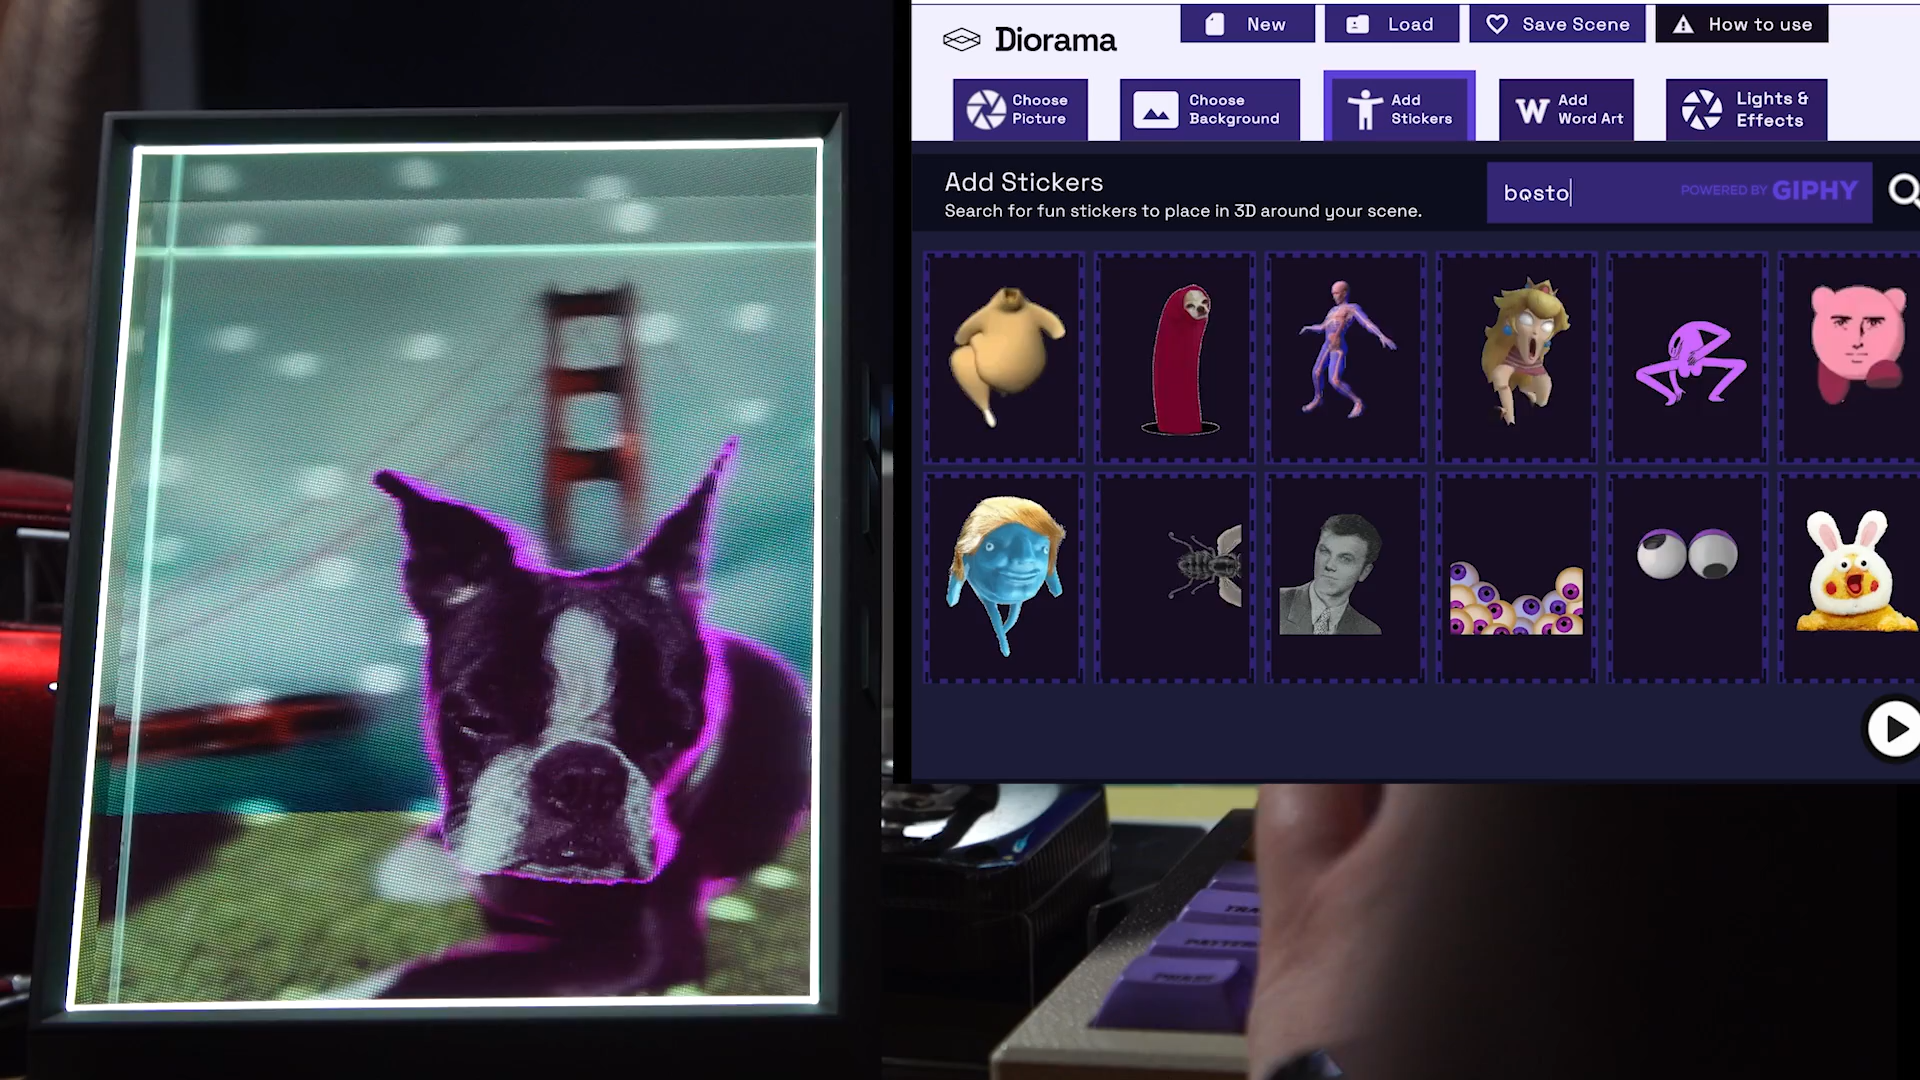 Diorama
New
Load
Save Scene
How to use
Choose
Picture
Choose
Background
Add
Stickers
W
Add
Word Art
Lights &
Effects
Add Stickers
Search for fun stickers to place in 3D around your scene.
bosto
POWERED BY GIPHY